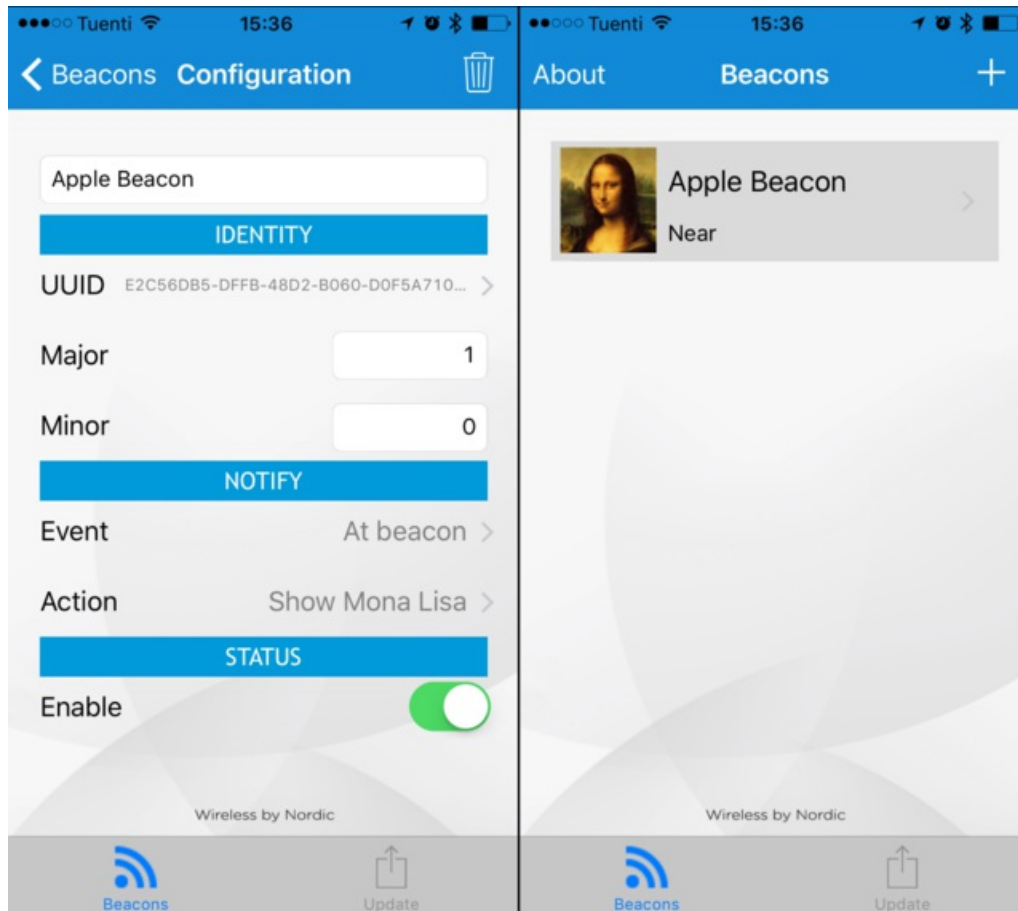 Tuenti 15:36
Beacons Configuration
Apple Beacon
IDENTITY
UUID E2C56DB5-DFFB-48D2-B060-D0F5A710...
Major 1
Minor 0
NOTIFY
Event At beacon
Action Show Mona Lisa
STATUS
Enable
Wireless by Nordic
Beacons Update
Tuenti 15:36
About Beacons +
Apple Beacon
Near
Wireless by Nordic
Beacons Update